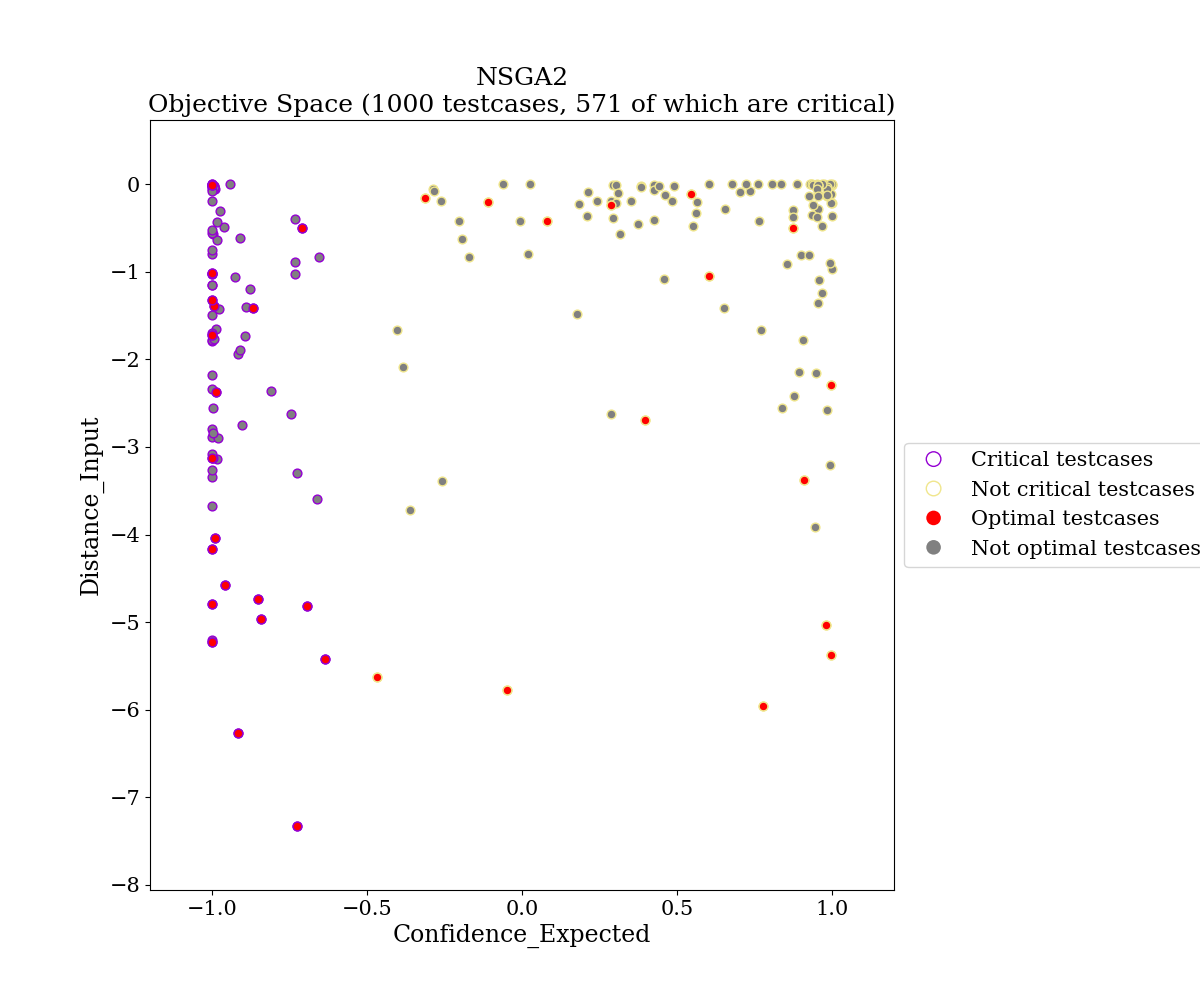 NSGA2
Objective Space (1000 testcases, 571 of which are critical)
0
−1
−2
−3
−4
−5
−6
−7
−8
Distance_Input
−1.0
−0.5
0.0
0.5
1.0
Confidence_Expected
Critical testcases
Not critical testcases
Optimal testcases
Not optimal testcases